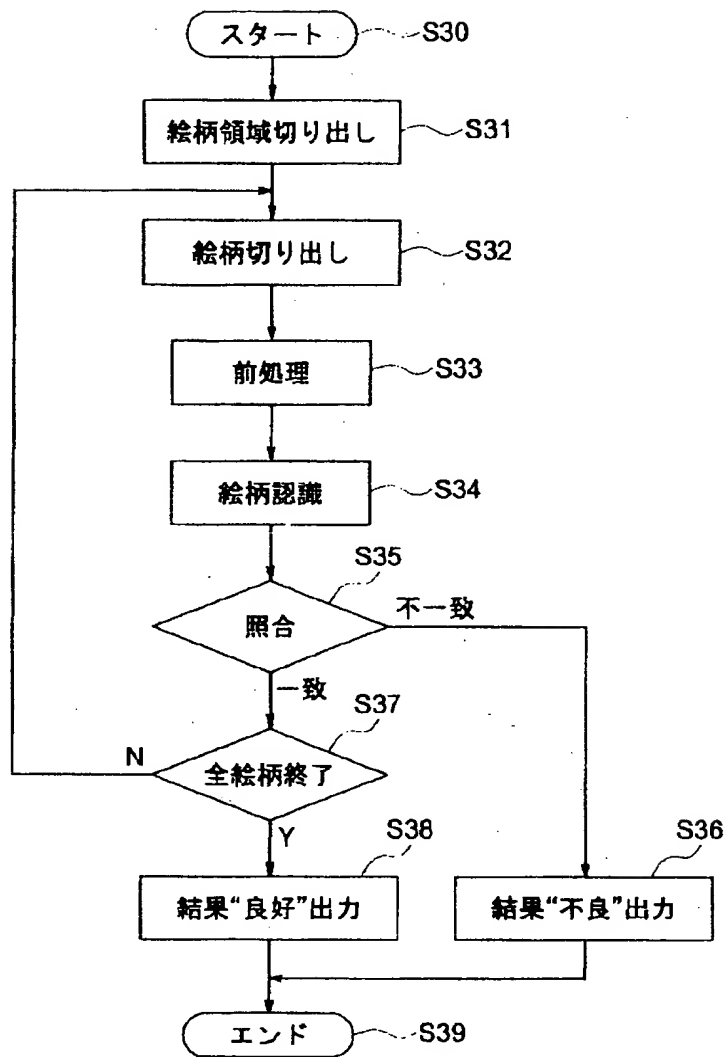 スタート
S30
絵柄領域切り出し
S31
絵柄切り出し
S32
前処理
S33
絵柄認識
S34
S35
照合
不一致
一致
S37
N
全絵柄終了
Y
S38
S36
結果“良好”出力
結果“不良”出力
エンド
S39